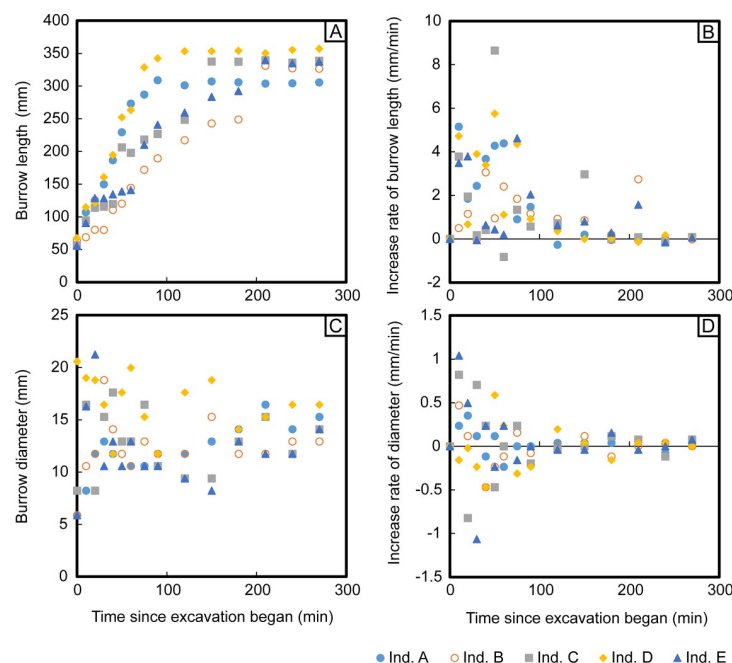 A
400
350
300
250
200
150
100
50
0
0 100 200 300
Burrow length (mm)
B
10
8
6
4
2
0
-2
0 100 200 300
Increase rate of burrow length (mm/min)
C
25
20
15
10
5
0
0 100 200 300
Burrow diameter (mm)
Time since excavation began (min)
D
1.5
1
0.5
0
-0.5
-1
-1.5
0 100 200 300
Increase rate of diameter (mm/min)
Time since excavation began (min)
Ind. A Ind. B Ind. C Ind. D Ind. E